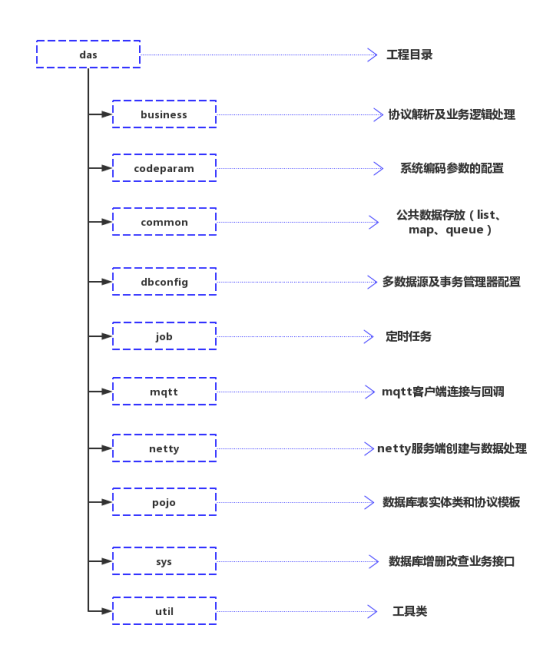 das 工程目录
business 协议解析及业务逻辑处理
codeparam 系统编码参数的配置
common 公共数据存放（list、
map、queue）
dbconfig 多数据源及事务管理器配置
job 定时任务
mqtt mqtt客户端连接与回调
netty netty服务端创建与数据处理
pojo 数据库表实体类和协议模板
sys 数据库增删改查业务接口
util 工具类